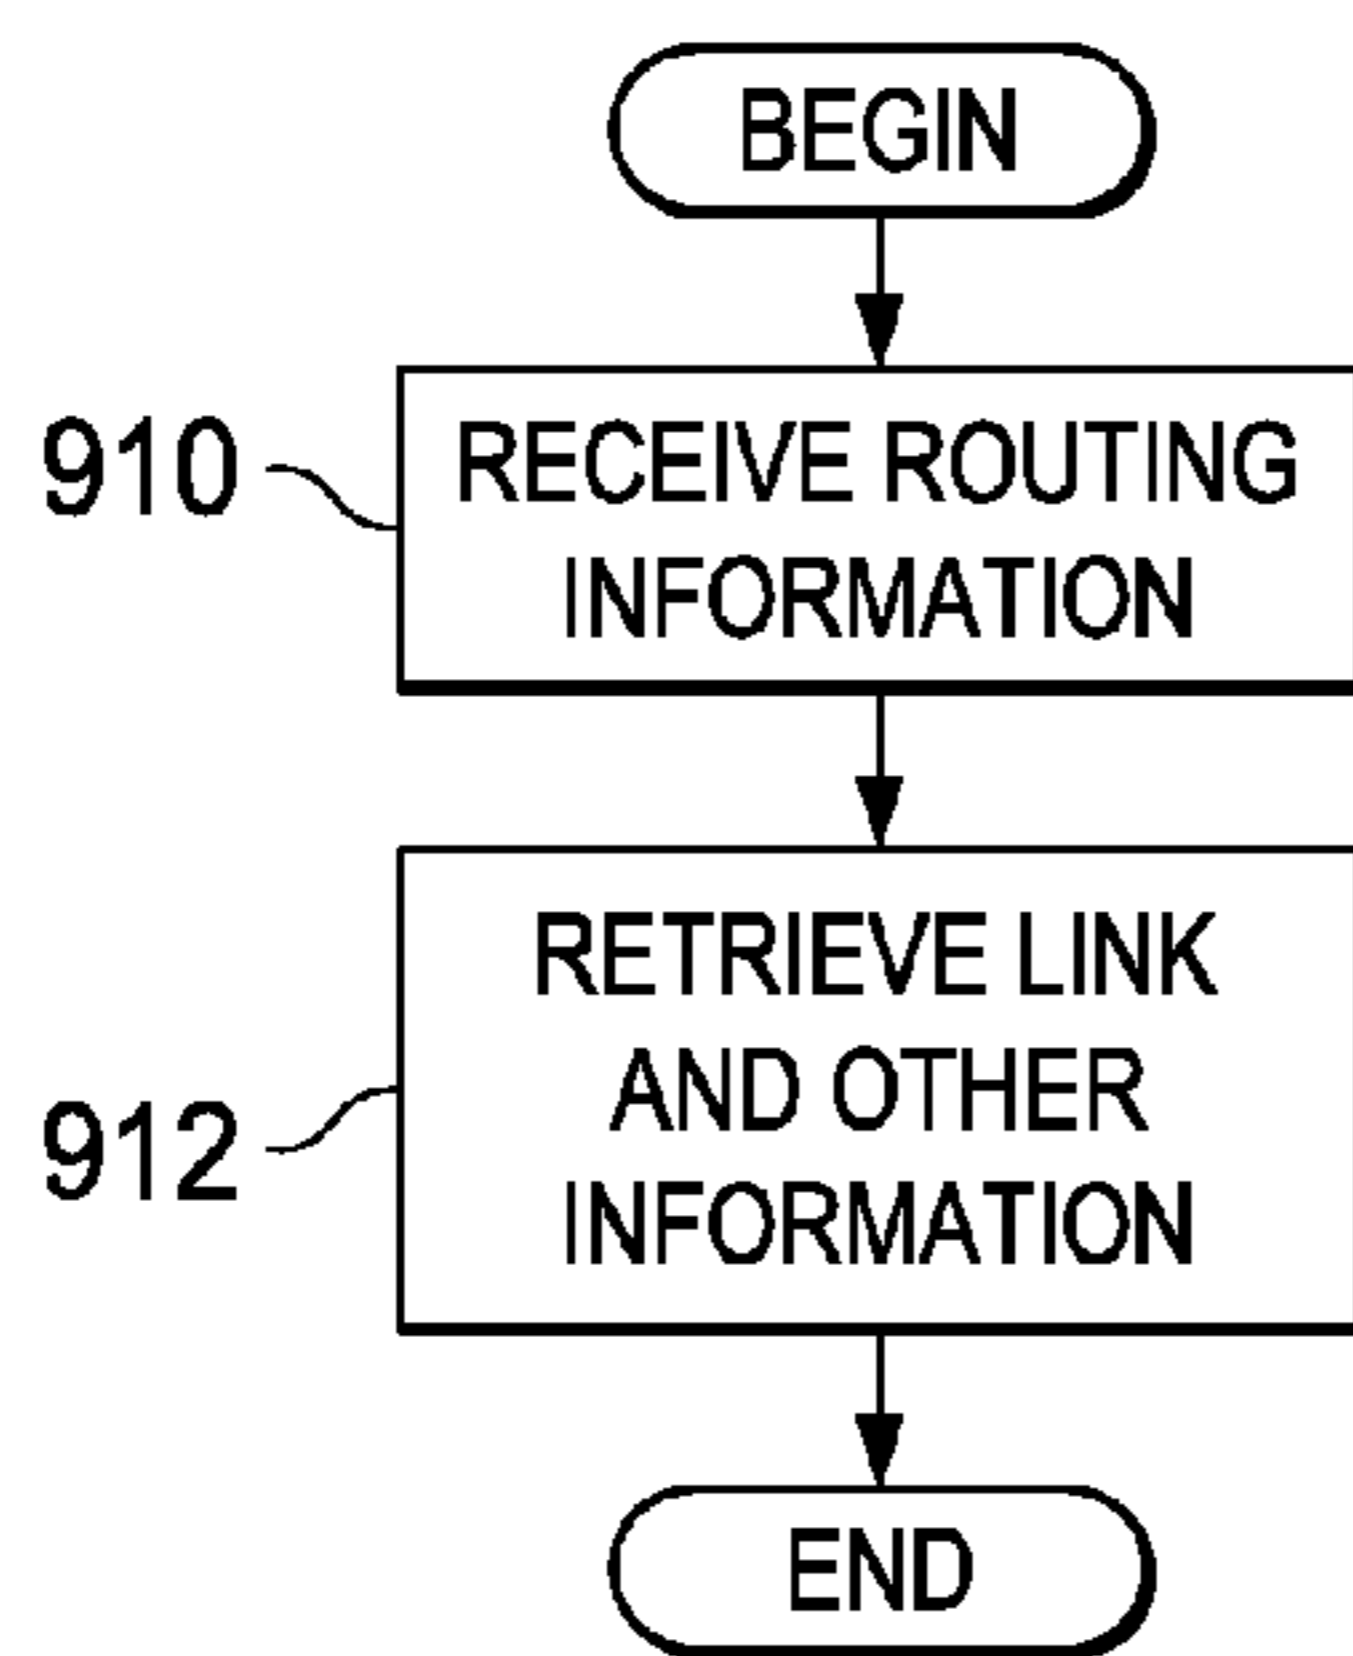 BEGIN
910
RECEIVE ROUTING
INFORMATION
912
RETRIEVE LINK
AND OTHER
INFORMATION
END